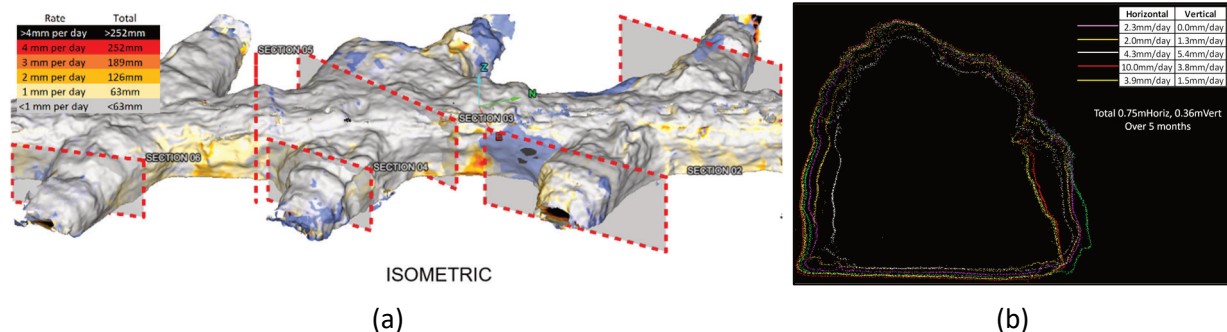 Rate Total
>4mm per day >252mm
4 mm per day 252mm
3 mm per day 189mm
2 mm per day 126mm
1 mm per day 63mm
<1 mm per day <63mm
SECTION 05
Z
N
SECTION 03
SECTION 06
SECTION 04
SECTION 02
ISOMETRIC
(a)
Horizontal Vertical
2.3mm/day 0.0mm/day
2.0mm/day 1.3mm/day
4.3mm/day 5.4mm/day
10.0mm/day 3.8mm/day
3.9mm/day 1.5mm/day
Total 0.75mHoriz, 0.36mVert
Over 5 months
(b)